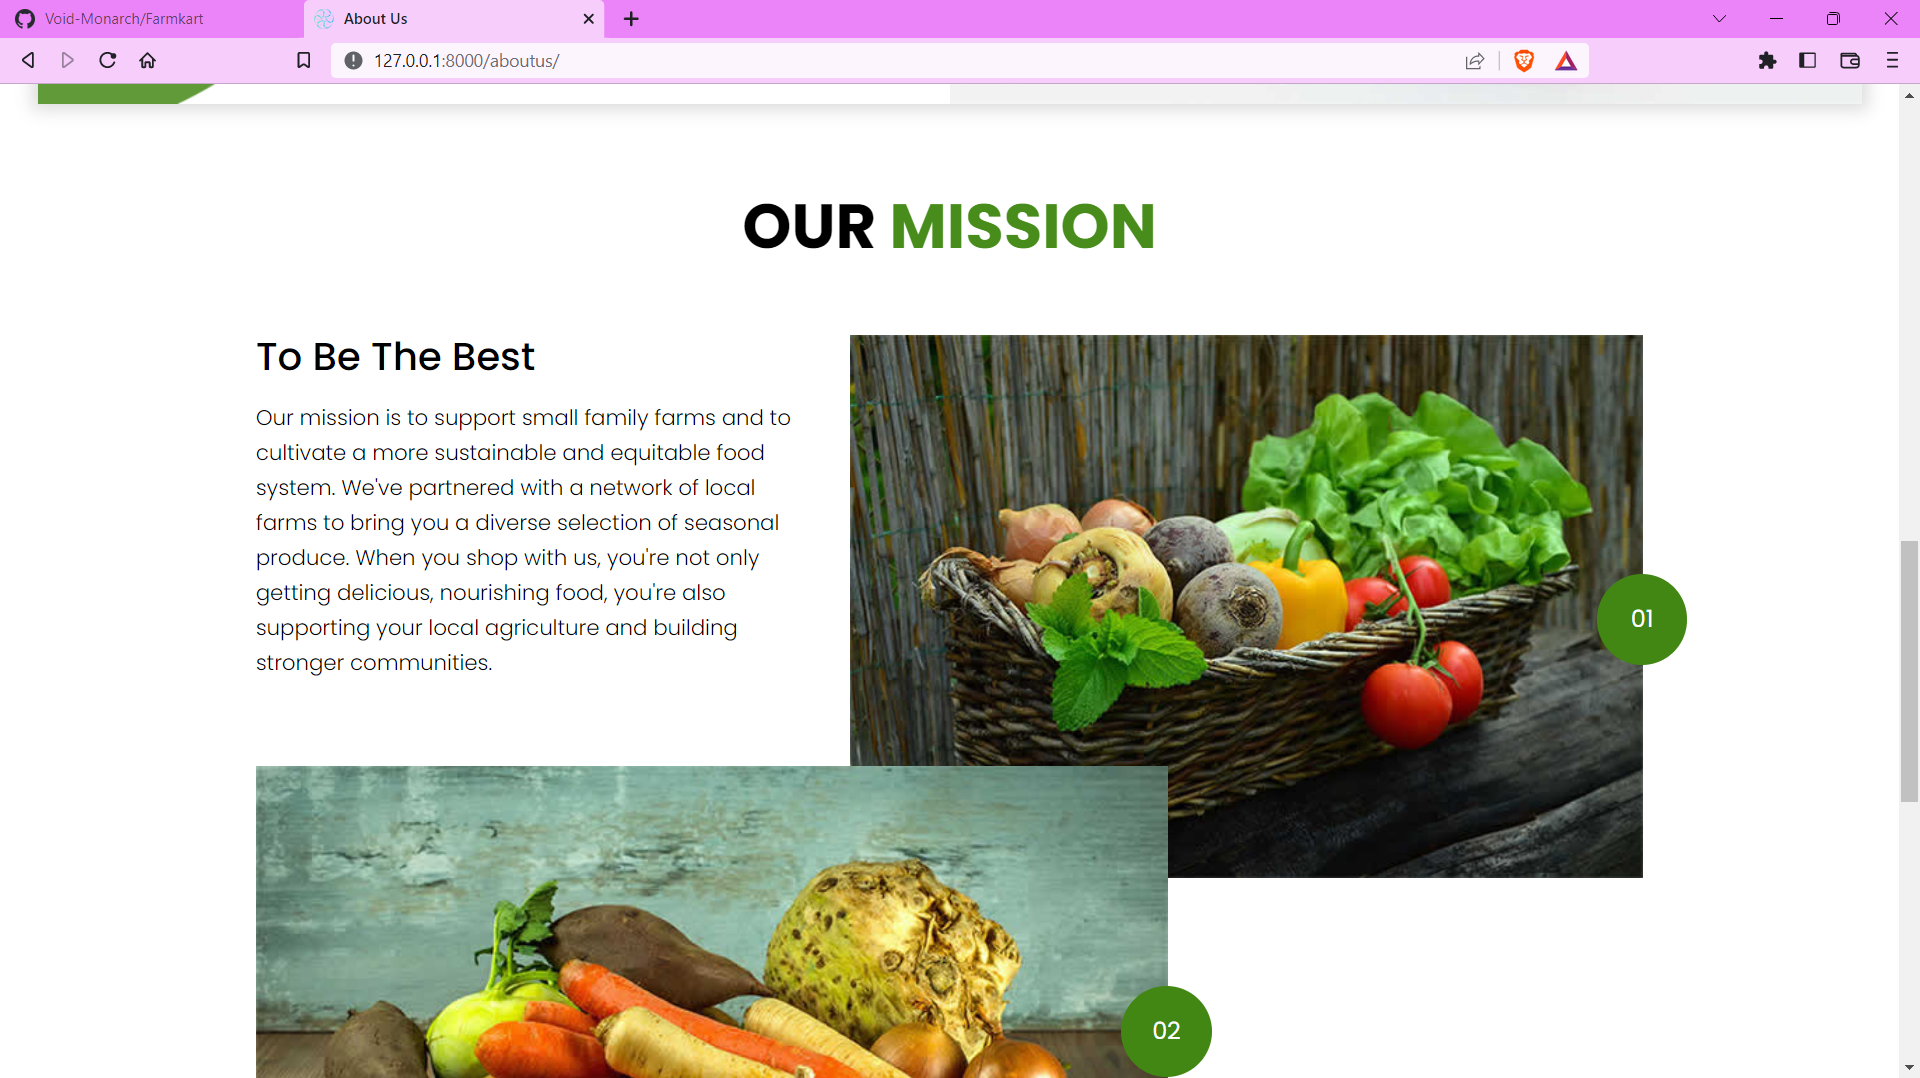 Void-Monarch/Farmkart
About Us
127.0.0.1:8000/aboutus/
OUR MISSION
To Be The Best
Our mission is to support small family farms and to
cultivate a more sustainable and equitable food
system. We've partnered with a network of local
farms to bring you a diverse selection of seasonal
produce. When you shop with us, you're not only
getting delicious, nourishing food, you're also
supporting your local agriculture and building
stronger communities.
01
02